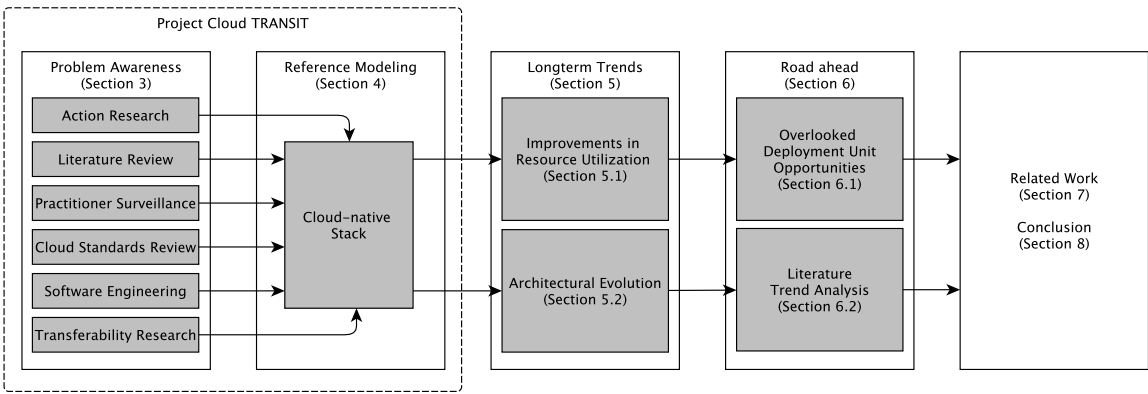 Project Cloud TRANSIT
Problem Awareness
(Section 3)
Action Research
Literature Review
Practitioner Surveillance
Cloud Standards Review
Software Engineering
Transferability Research
Reference Modeling
(Section 4)
Cloud-native
Stack
Longterm Trends
(Section 5)
Improvements in
Resource Utilization
(Section 5.1)
Architectural Evolution
(Section 5.2)
Road ahead
(Section 6)
Overlooked
Deployment Unit
Opportunities
(Section 6.1)
Literature
Trend Analysis
(Section 6.2)
Related Work
(Section 7)
Conclusion
(Section 8)